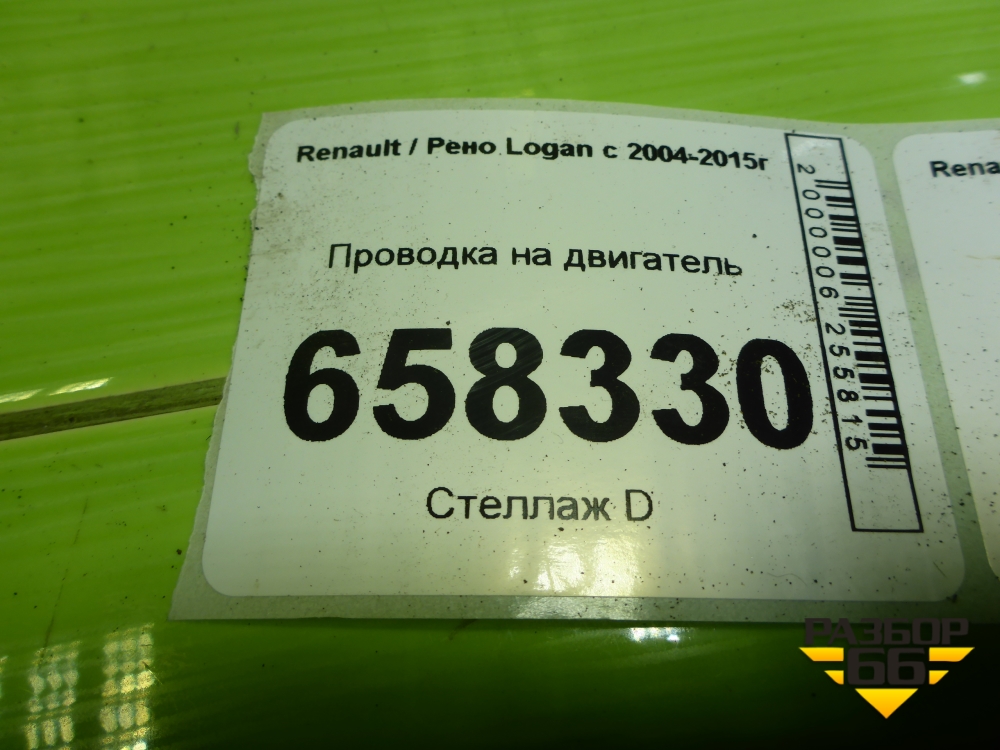 Renault / Рено Logan с 2004-2015г
Проводка на двигатель
658330
Стеллаж D
2000006255815
Rena
РАЗБОР
66